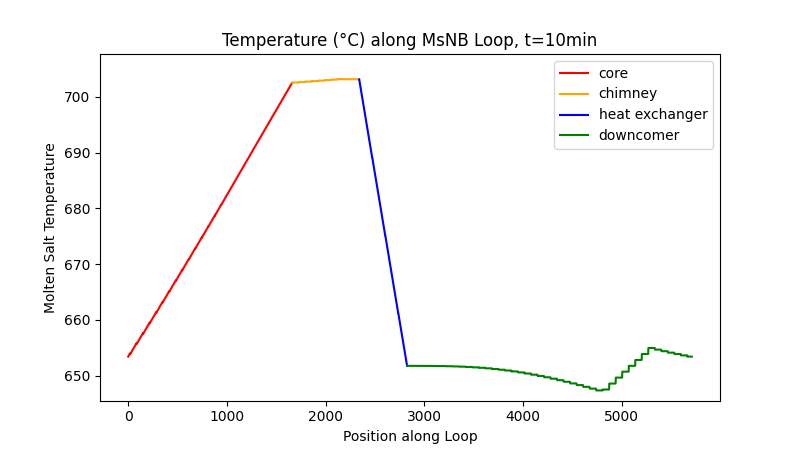 Temperature (°C) along MsNB Loop, t=10min
core
chimney
heat exchanger
downcomer
Molten Salt Temperature
700
690
680
670
660
650
0
1000
2000
3000
4000
5000
Position along Loop